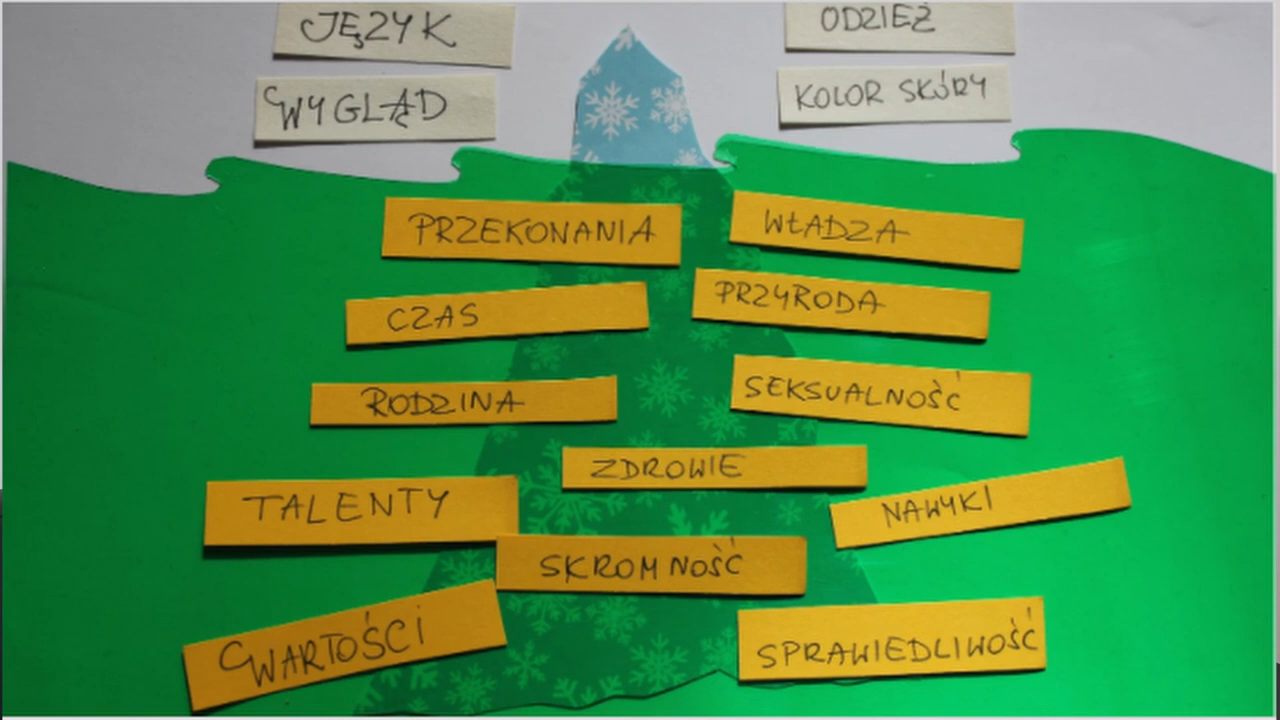 JĘZYK
ODZIEŻ
WYGLĄD
KOLOR SKÓRY
PRZEKONANIA
WŁADZA
CZAS
PRZYRODA
RODZINA
SEKSUALNOŚĆ
ZDROWIE
TALENTY
NAWYKI
SKROMNOŚĆ
WARTOŚCI
SPRAWIEDLIWOŚĆ